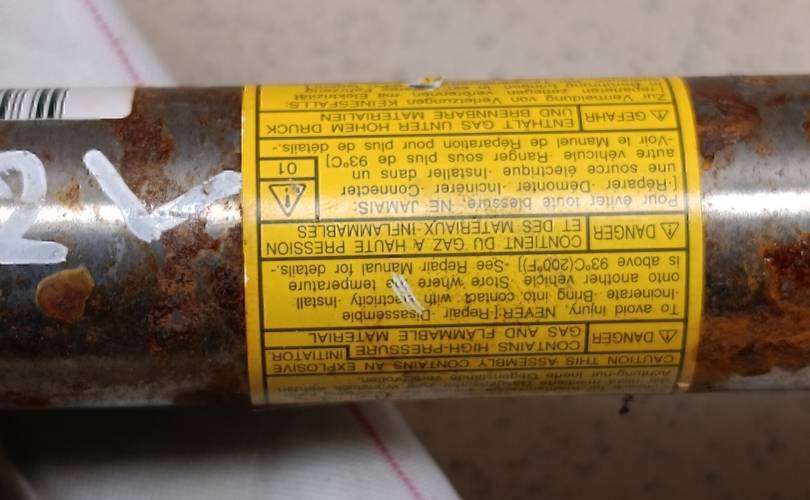 CAUTION THIS ASSEMBLY CONTAINS AN EXPLOSIVE
INITIATOR
DANGER
CONTAINS HIGH-PRESSURE
GAS AND FLAMMABLE MATERIAL
To avoid injury, NEVER:[·Repair ·Disassemble
·Incinerate ·Bring into contact with electricity ·Install
onto another vehicle ·Store where the temperature
is above 93°C(200°F)] ·See Repair Manual for details.·
DANGER
CONTIENT DU GAZ A HAUTE PRESSION
ET DES MATERIAUX INFLAMMABLES
Pour éviter toute blessure NE JAMAIS:
[·Réparer ·Démonter ·Incinérer ·Connecter
une source électrique ·Installer dans un
autre véhicule ·Ranger sous plus de 93°C]
·Voir le Manuel de Réparation pour plus de détails.·
01
GEFAHR
ENTHÄLT GAS UNTER HOHEM DRUCK
UND BRENNBARE MATERIALIEN
Zur Vermeidung von Verletzungen KEINESFALLS:
[·reparieren ·zerlegen ·verbrennen ·mit Elektrizität